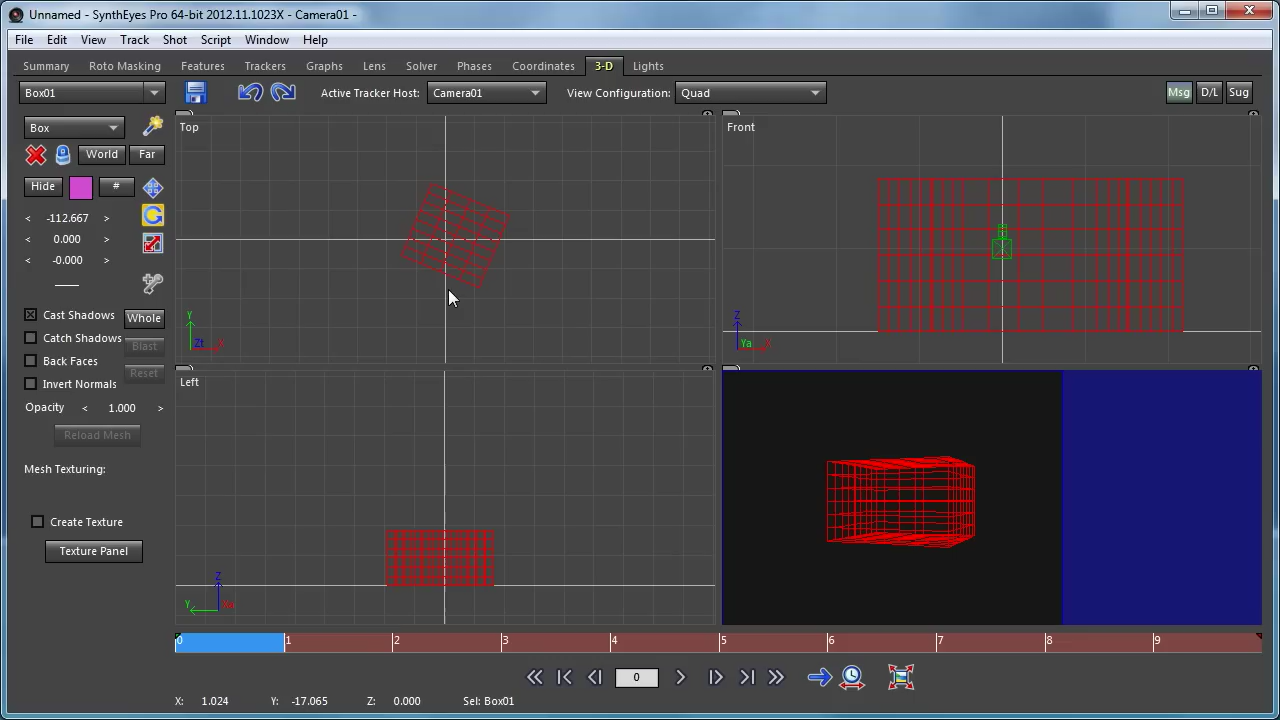 Unnamed - SynthEyes Pro 64-bit 2012.11.1023X - Camera01 -
File Edit View Track Shot Script Window Help
Summary Roto Masking Features Trackers Graphs Lens Solver Phases Coordinates 3-D Lights
Box01 Active Tracker Host: Camera01 View Configuration: Quad Msg D/L Sug
Box
World Far
Hide #
< -112.667 >
< 0.000 >
< -0.000 >
Cast Shadows Whole
Catch Shadows
Blast
Back Faces
Reset
Invert Normals
Opacity < 1.000 >
Reload Mesh
Mesh Texturing:
Create Texture
Texture Panel
Top
Y
Zt X
Front
Z
Ya X
Left
Z
Y Xa
0 1 2 3 4 5 6 7 8 9
0
X: 1.024 Y: -17.065 Z: 0.000 Sel: Box01